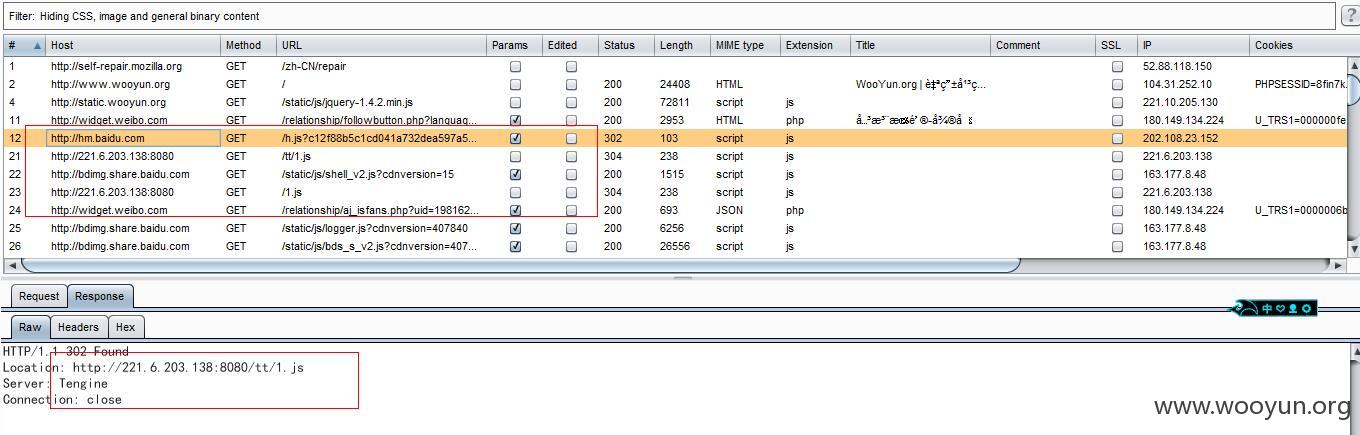 Filter: Hiding CSS, image and general binary content
?
# Host Method URL Params Edited Status Length MIME type Extension Title Comment SSL IP Cookies
1 http://self-repair.mozilla.org GET /zh-CN/repair 52.88.118.150
2 http://www.wooyun.org GET / 200 24408 HTML WooYun.org | 104.31.252.10 PHPSESSID=8fin7k.
4 http://static.wooyun.org GET /static/js/jquery-1.4.2.min.js 200 72811 script js 221.10.205.130
11 http://widget.weibo.com GET /relationship/followbutton.php?languag... 200 2953 HTML php 180.149.134.224 U_TRS1=000000fe
12 http://hm.baidu.com GET /h.js?c12f88b5c1cd041a732dea597a5... 302 103 script js 202.108.23.152
21 http://221.6.203.138:8080 GET /tt/1.js 304 238 script js 221.6.203.138
22 http://bdimg.share.baidu.com GET /static/js/shell_v2.js?cdnversion=15 200 1515 script js 163.177.8.48
23 http://221.6.203.138:8080 GET /1.js 304 238 script js 221.6.203.138
24 http://widget.weibo.com GET /relationship/aj_isfans.php?uid=198162... 200 693 JSON php 180.149.134.224 U_TRS1=0000006b
25 http://bdimg.share.baidu.com GET /static/js/logger.js?cdnversion=407840 200 6256 script js 163.177.8.48
26 http://bdimg.share.baidu.com GET /static/js/bds_s_v2.js?cdnversion=407... 200 26556 script js 163.177.8.48
Request Response
中
Raw Headers Hex
HTTP/1.1 302 Found
Location: http://221.6.203.138:8080/tt/1.js
Server: Tengine
Connection: close
www.wooyun.org